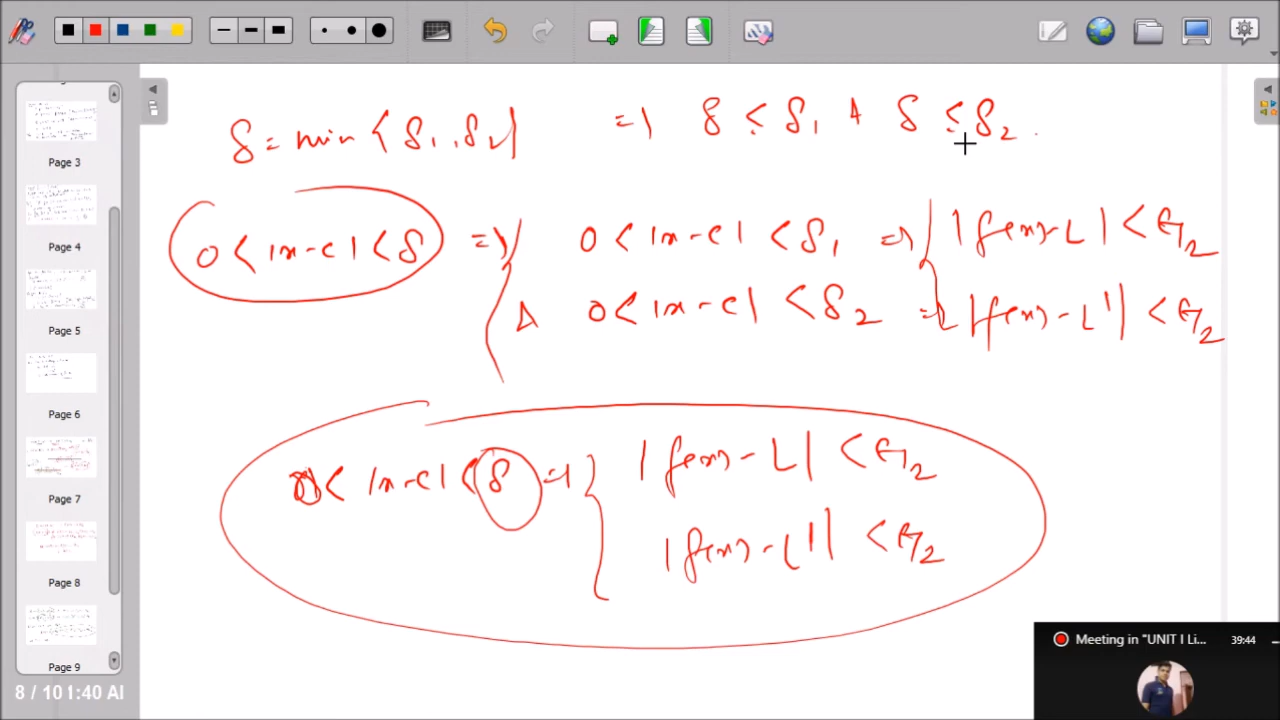 δ = min {δ₁, δ₂} ⇒ δ ≤ δ₁ & δ ≤ δ₂.
0 < |x-c| < δ ⇒ { 0 < |x-c| < δ₁ ⇒ { |f(x)-L| < ε/2
& 0 < |x-c| < δ₂ ⇒ |f(x)-L'| < ε/2
0 < |x-c| < δ ⇒ { |f(x)-L| < ε/2
|f(x)-L'| < ε/2
Page 3
Page 4
Page 5
Page 6
Page 7
Page 8
Page 9
8 / 10 1:40 AI
Meeting in "UNIT I Li... 39:44